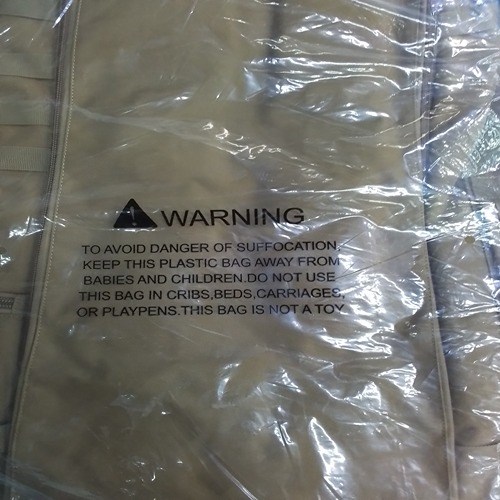 WARNING
TO AVOID DANGER OF SUFFOCATION,
KEEP THIS PLASTIC BAG AWAY FROM
BABIES AND CHILDREN.DO NOT USE
THIS BAG IN CRIBS,BEDS,CARRIAGES,
OR PLAYPENS.THIS BAG IS NOT A TOY